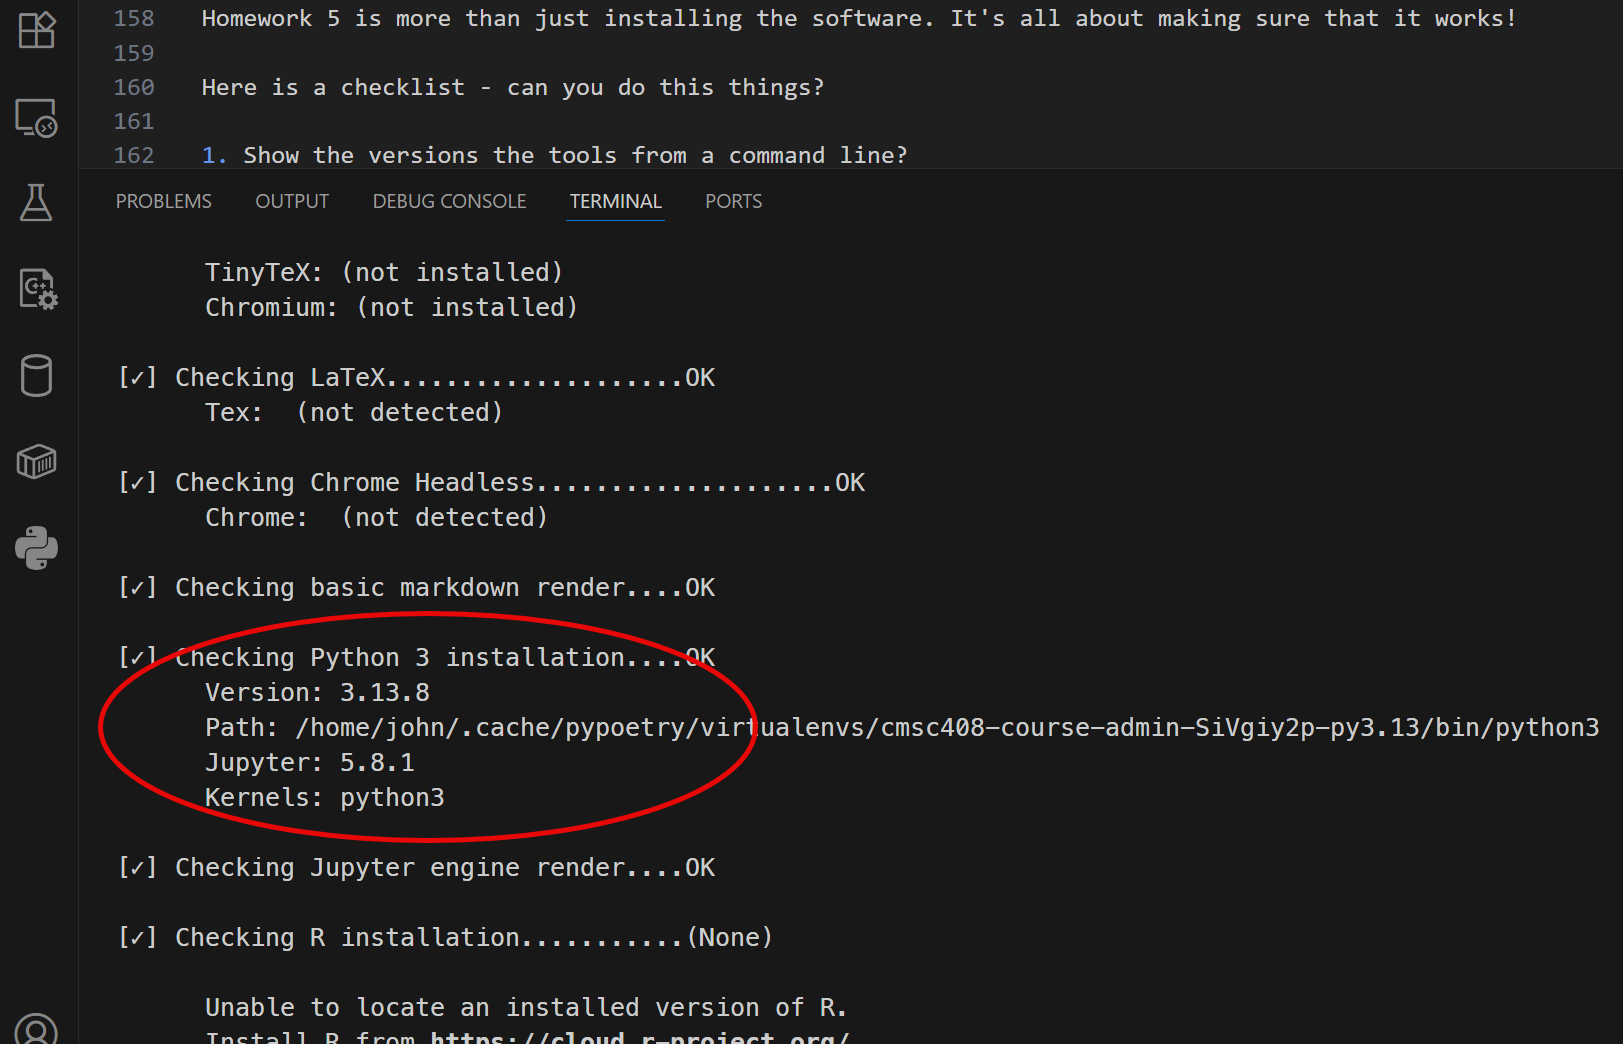 158 Homework 5 is more than just installing the software. It's all about making sure that it works!
159
160 Here is a checklist - can you do this things?
161
162 1. Show the versions the tools from a command line?
PROBLEMS OUTPUT DEBUG CONSOLE TERMINAL PORTS
TinyTeX: (not installed)
Chromium: (not installed)
[✓] Checking LaTeX....................OK
Tex:  (not detected)
[✓] Checking Chrome Headless....................OK
Chrome:  (not detected)
[✓] Checking basic markdown render....OK
[✓] Checking Python 3 installation....OK
Version: 3.13.8
Path: /home/john/.cache/pypoetry/virtualenvs/cmsc408-course-admin-SiVgiy2p-py3.13/bin/python3
Jupyter: 5.8.1
Kernels: python3
[✓] Checking Jupyter engine render....OK
[✓] Checking R installation...........(None)
Unable to locate an installed version of R.
Install R from https://cloud.r-project.org/